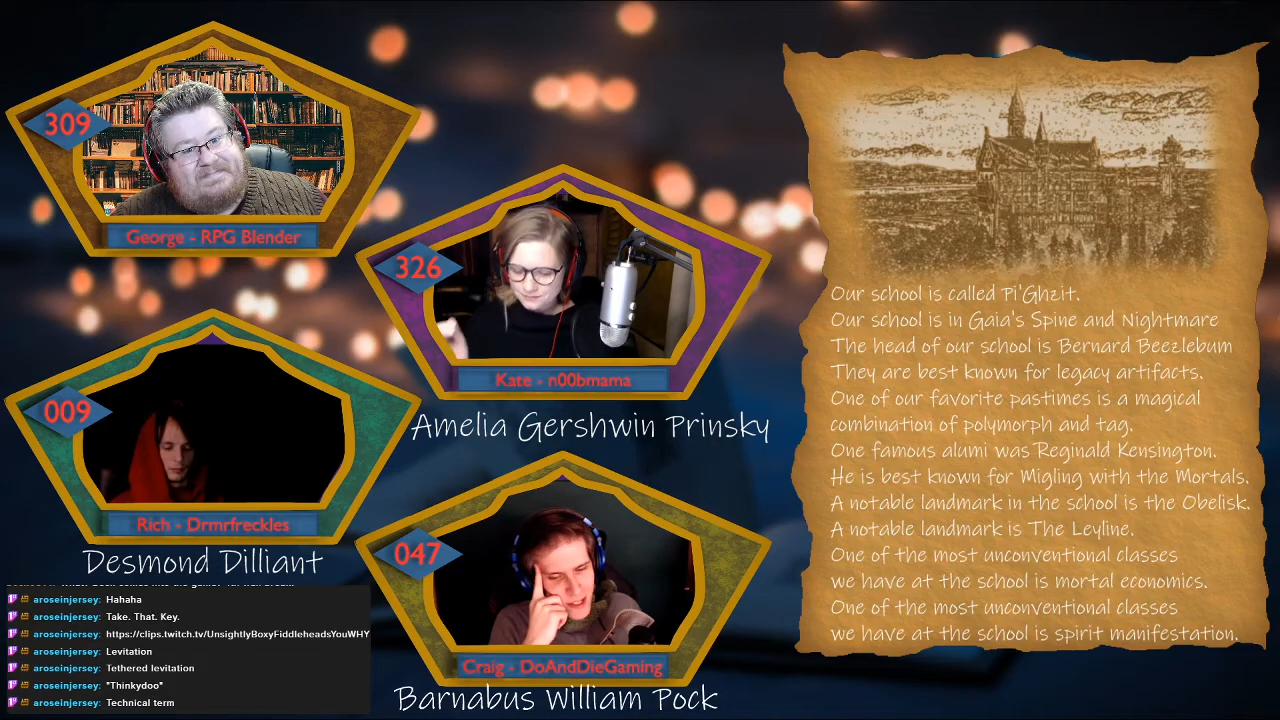 309
George - RPG Blender
326
Kate - n00bmama
Amelia Gershwin Prinsky
009
Rich - Drmrfreckles
Desmond Dilliant
047
Craig - DoAndDieGaming
Barnabus William Pock
aroseinjersey: Hahaha
aroseinjersey: Take. That. Key.
aroseinjersey: https://clips.twitch.tv/UnsightlyBoxyFiddleheadsYouWHY
aroseinjersey: Levitation
aroseinjersey: Tethered levitation
aroseinjersey: "Thinkydoo"
aroseinjersey: Technical term
Our school is called Pi'Ghzit.
Our school is in Gaia's Spine and Nightmare
The head of our school is Bernard Beezlebum
They are best known for legacy artifacts.
One of our favorite pastimes is a magical
combination of polymorph and tag.
One famous alumi was Reginald Kensington.
He is best known for Migling with the Mortals.
A notable landmark in the school is the Obelisk.
A notable landmark is The Leyline.
One of the most unconventional classes
we have at the school is mortal economics.
One of the most unconventional classes
we have at the school is spirit manifestation.